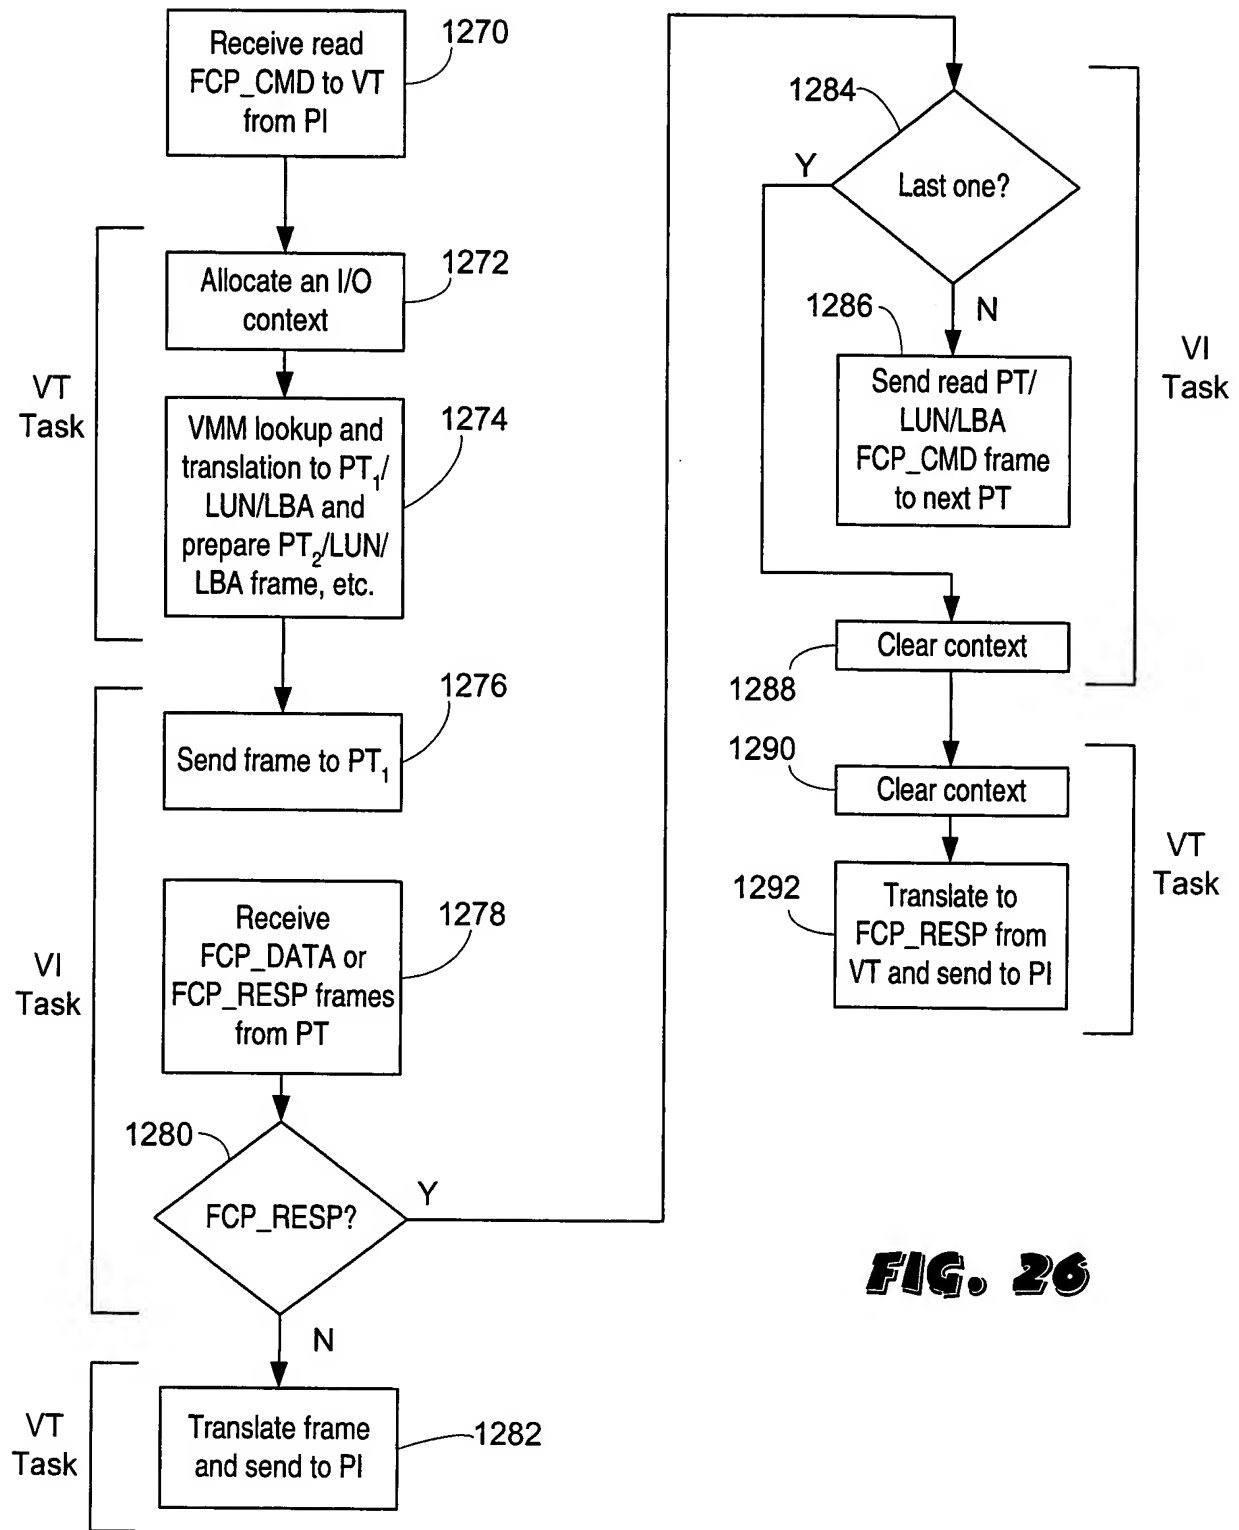 Receive read
FCP_CMD to VT
from PI
1270
Allocate an I/O
context
1272
VT
Task
VMM lookup and
translation to PT1/
LUN/LBA and
prepare PT2/LUN/
LBA frame, etc.
1274
Send frame to PT1
1276
Receive
FCP_DATA or
FCP_RESP frames
from PT
1278
VI
Task
1280
FCP_RESP?
Y
N
VT
Task
Translate frame
and send to PI
1282
1284
Last one?
Y
N
1286
Send read PT/
LUN/LBA
FCP_CMD frame
to next PT
VI
Task
Clear context
1288
1290
Clear context
VT
Task
1292
Translate to
FCP_RESP from
VT and send to PI
FIG. 26